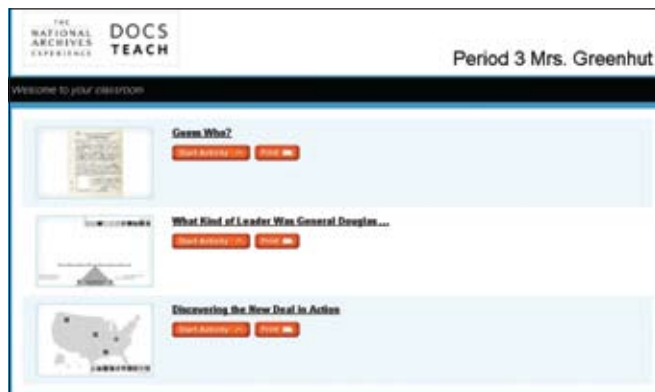 THE
NATIONAL
ARCHIVES
EXPERIENCE
DOCS
TEACH
Period 3 Mrs. Greenhut
Welcome to your classroom
Guess Who?
Start Activity
Print
What Kind of Leader Was General Douglas ...
Start Activity
Print
Discovering the New Deal in Action
Start Activity
Print